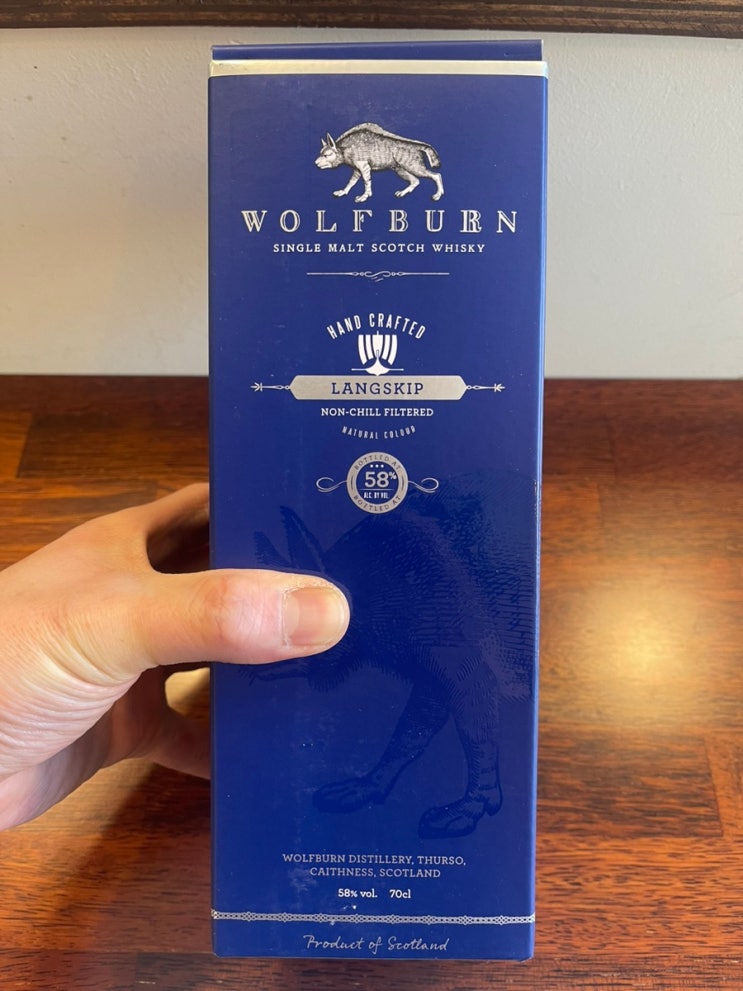 WOLFBURN
SINGLE MALT SCOTCH WHISKY
HAND CRAFTED
LANGSKIP
NON-CHILL FILTERED
NATURAL COLOUR
BOTTLED AT
58%
ALC. BY VOL.
BOTTLED AT
WOLFBURN DISTILLERY, THURSO,
CAITHNESS, SCOTLAND
58% vol. 70cl
Product of Scotland